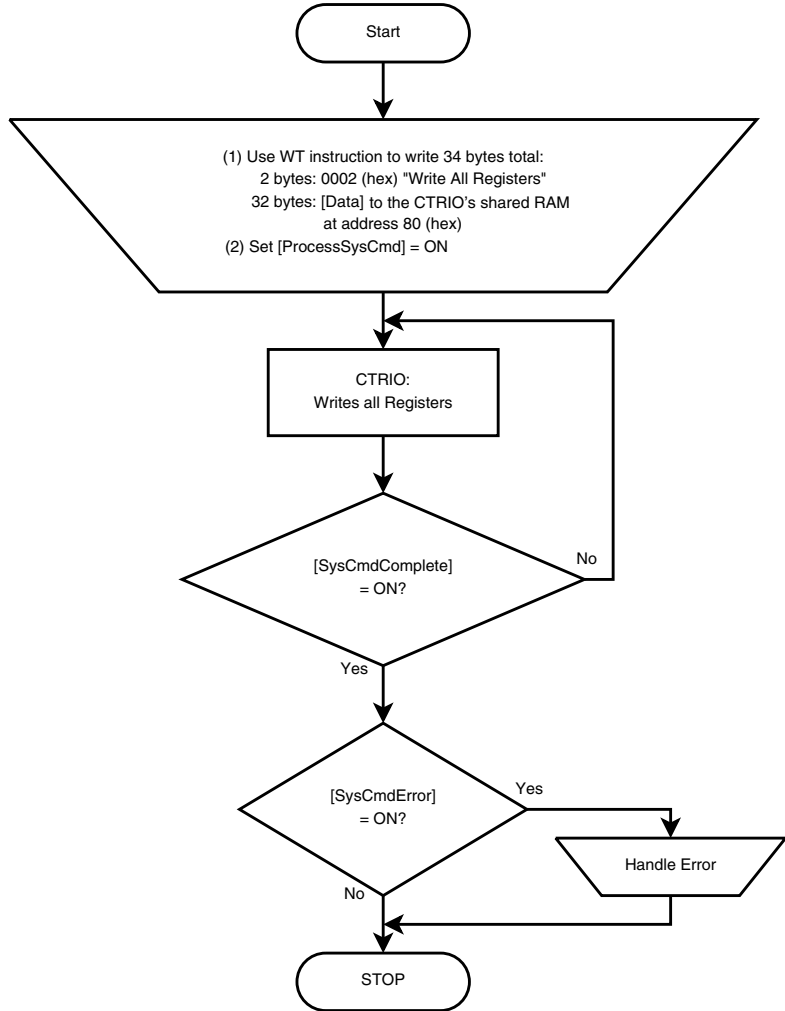 Start
(1) Use WT instruction to write 34 bytes total:
2 bytes: 0002 (hex) "Write All Registers"
32 bytes: [Data] to the CTRIO's shared RAM
at address 80 (hex)
(2) Set [ProcessSysCmd] = ON
CTRIO:
Writes all Registers
[SysCmdComplete]
= ON?
No
Yes
[SysCmdError]
= ON?
Yes
Handle Error
No
STOP